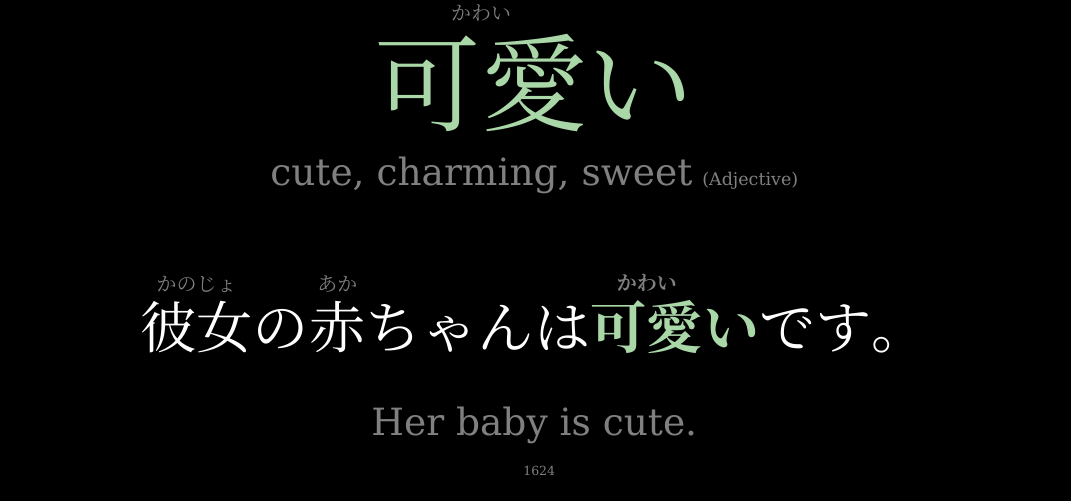 かわい
可愛い
cute, charming, sweet (Adjective)
かのじょ あか かわい
彼女の赤ちゃんは可愛いです。
Her baby is cute.
1624